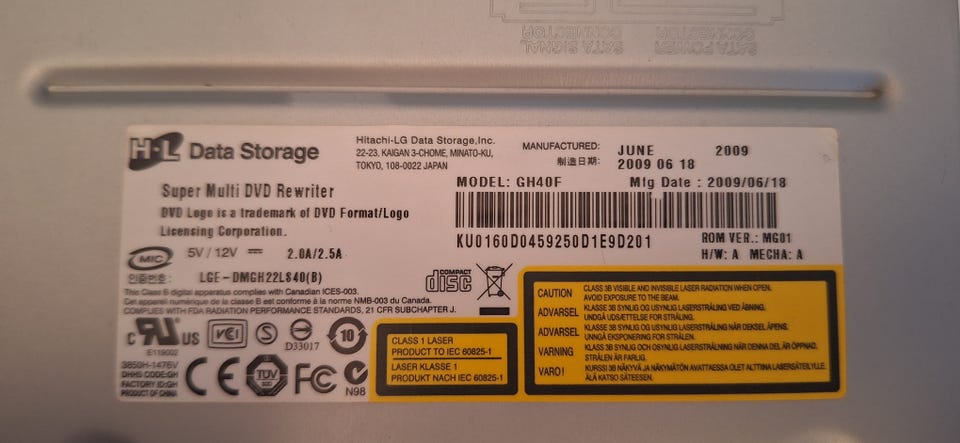 SATA SIGNAL CONNECTOR
SATA POWER CONNECTOR
H·L Data Storage
Hitachi-LG Data Storage,Inc.
22-23, KAIGAN 3-CHOME, MINATO-KU,
TOKYO, 108-0022 JAPAN
MANUFACTURED: JUNE 2009
制造日期: 2009 06 18
Super Multi DVD Rewriter
DVD Logo is a trademark of DVD Format/Logo
Licensing Corporation.
MODEL: GH40F Mfg Date : 2009/06/18
KU0160D0459250D1E9D201
ROM VER.: MG01
H/W: A MECHA: A
MIC
5V / 12V 2.0A/2.5A
인증번호: LGE-DMGH22LS40(B)
This Class B digital apparatus complies with Canadian ICES-003.
Cet appareil numérique de la classe B est conforme à la norme NMB-003 du Canada.
COMPLIES WITH FDA RADIATION PERFORMANCE STANDARDS, 21 CFR SUBCHAPTER J.
COMPACT
disc
C RU US
E119002
VCI
S
D33017
10
3850H-1476V
DHHS CODE:GH
FACTORY ID:GH
PRODUCT OF CHINA
CE
TÜV
FC
N98
CLASS 1 LASER
PRODUCT TO IEC 60825-1
LASER KLASSE 1
PRODUKT NACH IEC 60825-1
CAUTION CLASS 3B VISIBLE AND INVISIBLE LASER RADIATION WHEN OPEN.
AVOID EXPOSURE TO THE BEAM.
ADVARSEL KLASSE 3B SYNLIG OG USYNLIG LASERSTRÅLING VED ÅBNING.
UNDGÅ UDSÆTTELSE FOR STRÅLING.
ADVARSEL KLASSE 3B SYNLIG OG USYNLIG LASERSTRÅLING NÅR DEKSEL ÅPENS.
UNNGÅ EKSPONERING FOR STRÅLEN.
VARNING KLASS 3B SYNLIG OCH OSYNLIG LASERSTRÅLNING NÄR DENNA DEL ÄR ÖPPNAD.
STRÅLEN ÄR FARLIG.
VARO! KURSSI 3B NÄKYVÄ JA NÄKYMÄTÖN AVATTAESSA OLET ALTTIINA LASERSÄTEILYLLE.
ÄLÄ KATSO SÄTEESEEN.